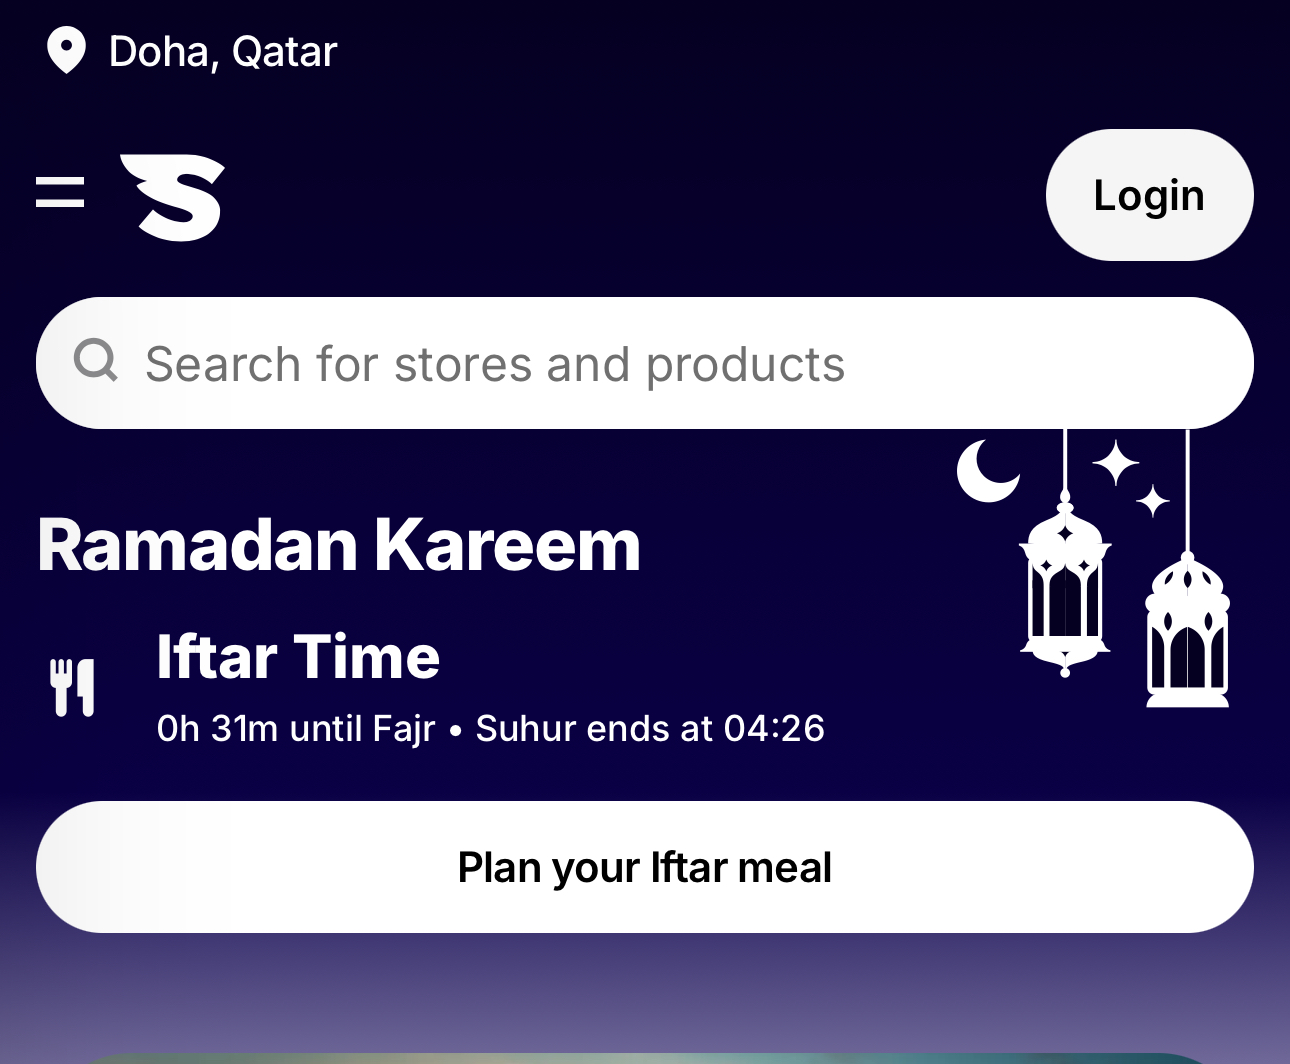 Doha, Qatar
Login
Search for stores and products
Ramadan Kareem
Iftar Time
0h 31m until Fajr • Suhur ends at 04:26
Plan your Iftar meal